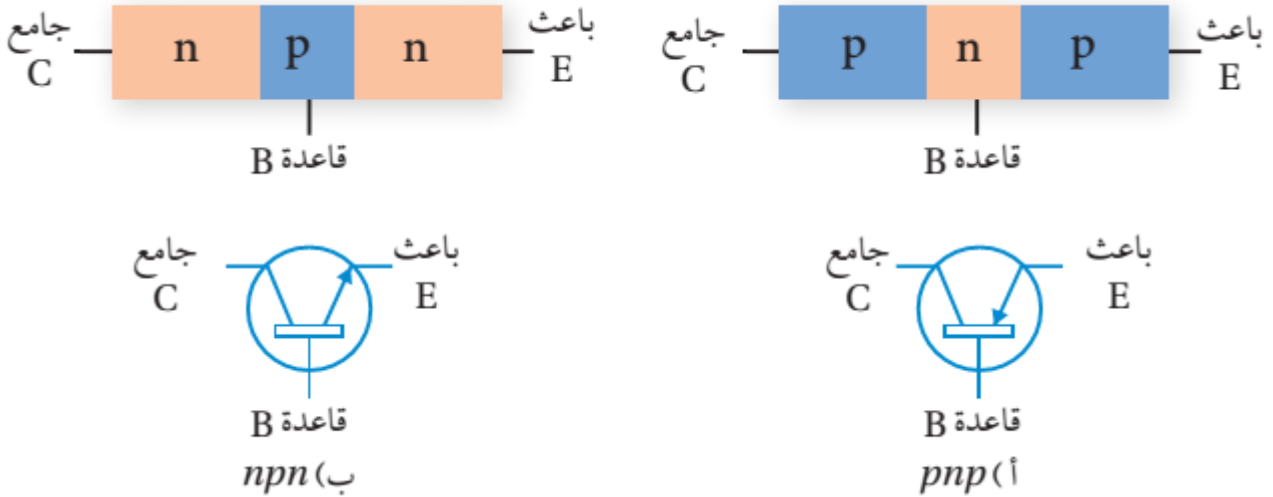 باعث
E
p n p
جامع
C
قاعدة B
باعث
E
n p n
جامع
C
قاعدة B
باعث
E
جامع
C
قاعدة B
أ) pnp
باعث
E
جامع
C
قاعدة B
ب) npn